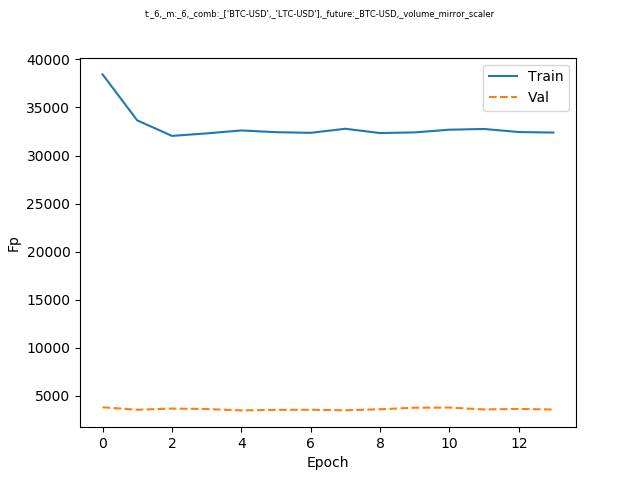 t:_6,_m:_6,_comb:_['BTC-USD',_'LTC-USD'],_future:_BTC-USD,_volume_mirror_scaler
Train
Val
40000
35000
30000
25000
20000
15000
10000
5000
Fp
0 2 4 6 8 10 12
Epoch